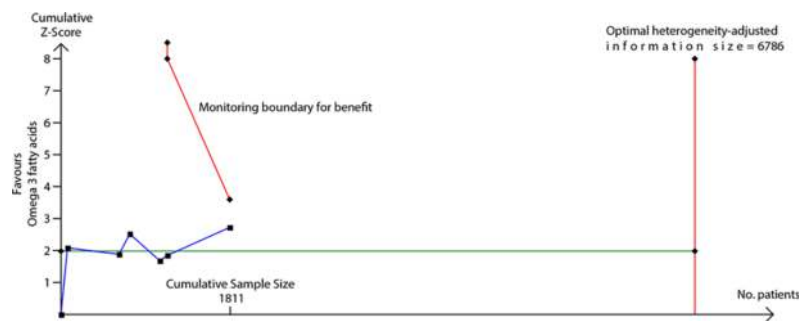 Cumulative
Z-Score
Optimal heterogeneity-adjusted
information size = 6786
8
7
Monitoring boundary for benefit
6
5
4
3
2
1
Favours
Omega 3 fatty acids
Cumulative Sample Size
1811
No. patients